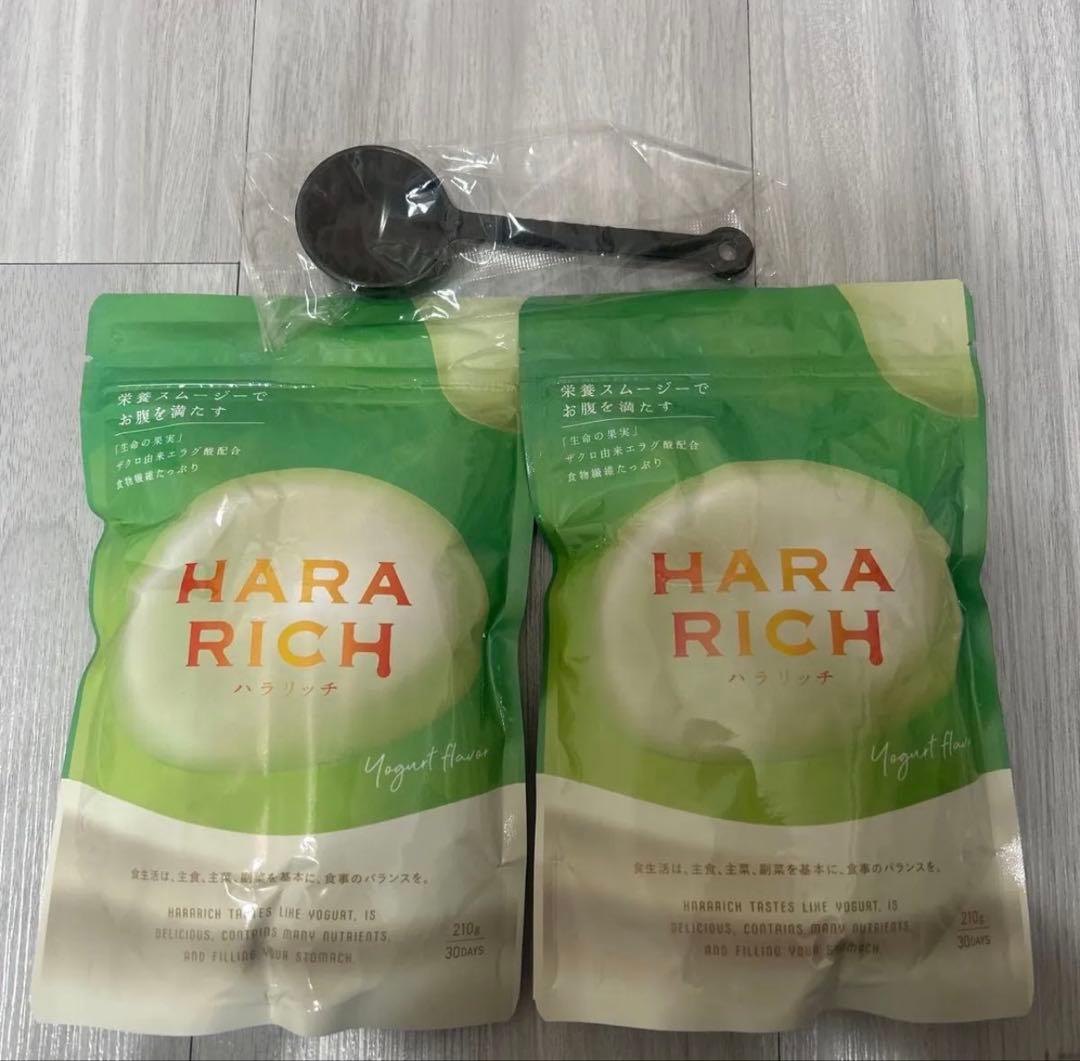 栄養スムージーで
お腹を満たす
「生命の果実」
ザクロ由来エラグ酸配合
食物繊維たっぷり
HARA
RICH
ハラリッチ
Yogurt flavor
食生活は、主食、主菜、副菜を基本に、食事のバランスを。
HARARICH TASTES LIKE YOGURT, IS
DELICIOUS, CONTAINS MANY NUTRIENTS,
AND FILLING YOUR STOMACH.
210g
30DAYS
栄養スムージーで
お腹を満たす
「生命の果実」
ザクロ由来エラグ酸配合
食物繊維たっぷり
HARA
RICH
ハラリッチ
Yogurt flavor
食生活は、主食、主菜、副菜を基本に、食事のバランスを。
HARARICH TASTES LIKE YOGURT, IS
DELICIOUS, CONTAINS MANY NUTRIENTS,
AND FILLING YOUR STOMACH.
210g
30DAYS